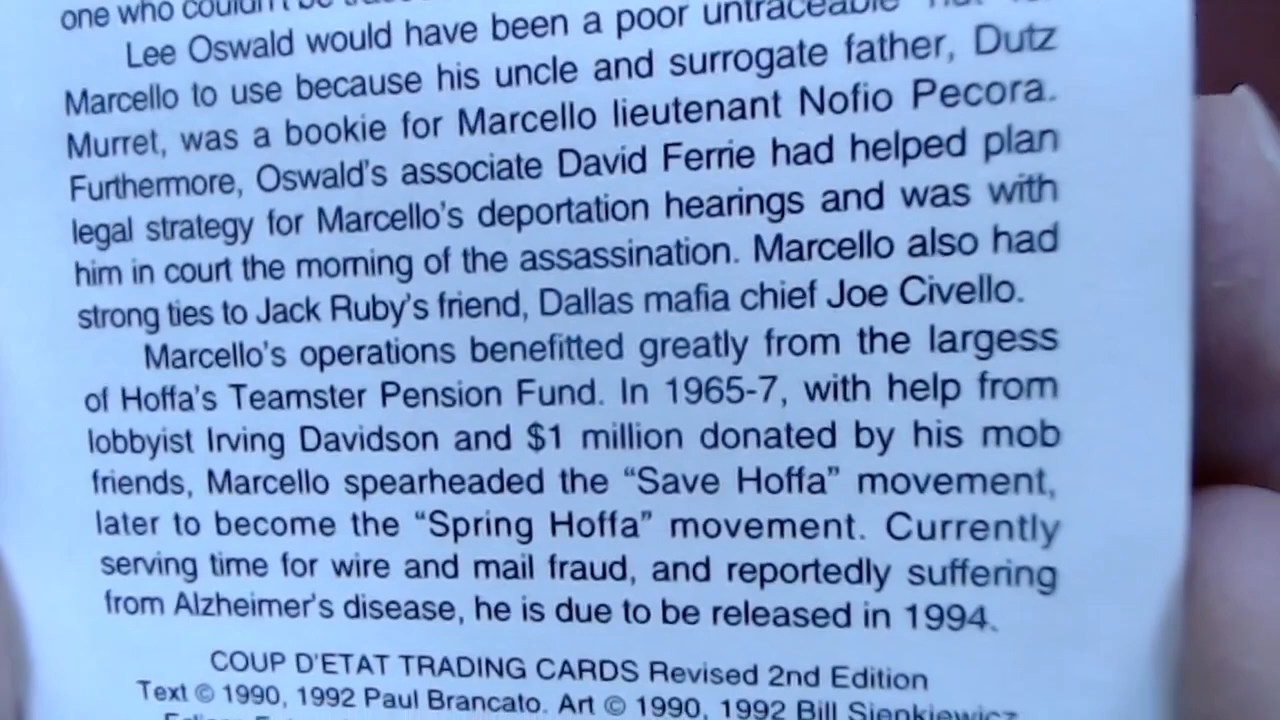 one who couldn't be
Lee Oswald would have been a poor untraceable
Marcello to use because his uncle and surrogate father, Dutz
Murret, was a bookie for Marcello lieutenant Nofio Pecora.
Furthermore, Oswald's associate David Ferrie had helped plan
legal strategy for Marcello's deportation hearings and was with
him in court the morning of the assassination. Marcello also had
strong ties to Jack Ruby's friend, Dallas mafia chief Joe Civello.
Marcello's operations benefitted greatly from the largess
of Hoffa's Teamster Pension Fund. In 1965-7, with help from
lobbyist Irving Davidson and $1 million donated by his mob
friends, Marcello spearheaded the “Save Hoffa” movement,
later to become the “Spring Hoffa” movement. Currently
serving time for wire and mail fraud, and reportedly suffering
from Alzheimer's disease, he is due to be released in 1994.
COUP D'ETAT TRADING CARDS Revised 2nd Edition
Text © 1990, 1992 Paul Brancato. Art © 1990, 1992 Bill Sienkiewicz